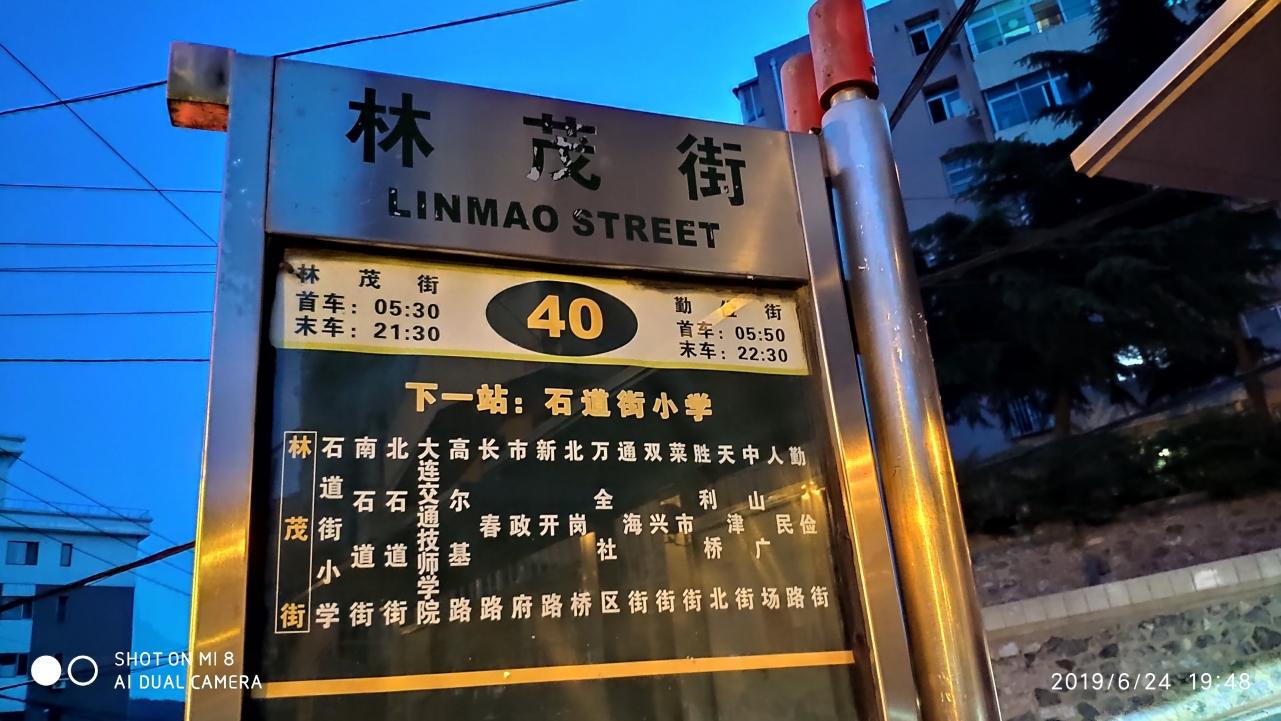 林茂街
LINMAO STREET
林茂街
首车：05:30
末车：21:30
40
勤俭街
首车：05:50
末车：22:30
下一站：石道街小学
林茂街
石道街小学
南石道街
北石道街
大连交通技师学院
高尔基路
长春路
市政府
新开路
北岗桥
万全社区
通海街
双兴街
菜市街
胜利桥北
天津街
中山广场
人民路
勤俭街
SHOT ON MI 8
AI DUAL CAMERA
2019/6/24 19:48